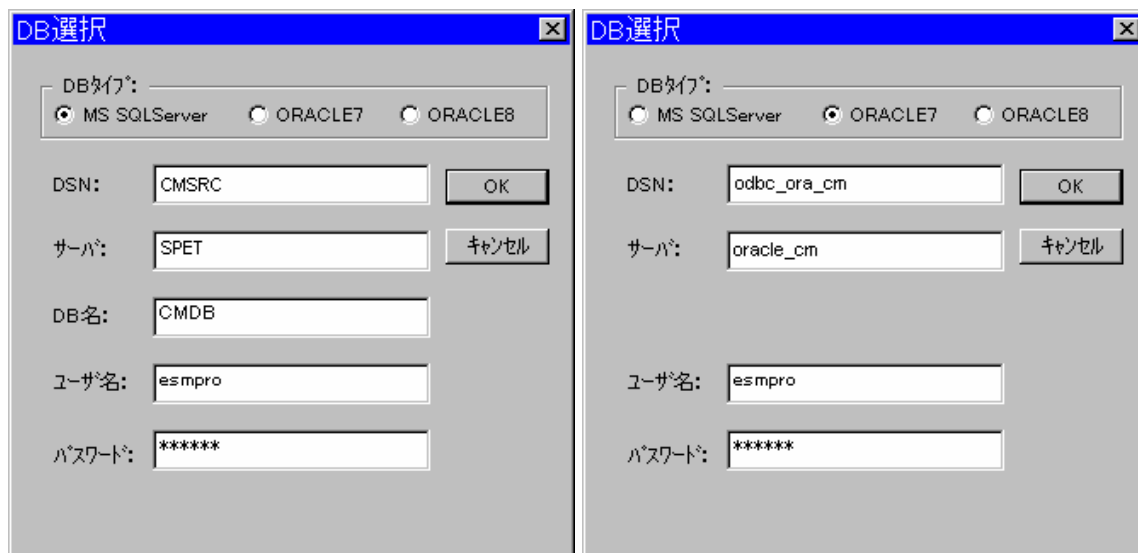 DB選択
DBﾀｲﾌﾟ:
MS SQLServer ORACLE7 ORACLE8
DSN: CMSRC OK
ｻｰﾊﾞ: SPET ｷｬﾝｾﾙ
DB名: CMDB
ﾕｰｻﾞ名: esmpro
ﾊﾟｽﾜｰﾄﾞ: ******
DB選択
DBﾀｲﾌﾟ:
MS SQLServer ORACLE7 ORACLE8
DSN: odbc_ora_cm OK
ｻｰﾊﾞ: oracle_cm ｷｬﾝｾﾙ
ﾕｰｻﾞ名: esmpro
ﾊﾟｽﾜｰﾄﾞ: ******